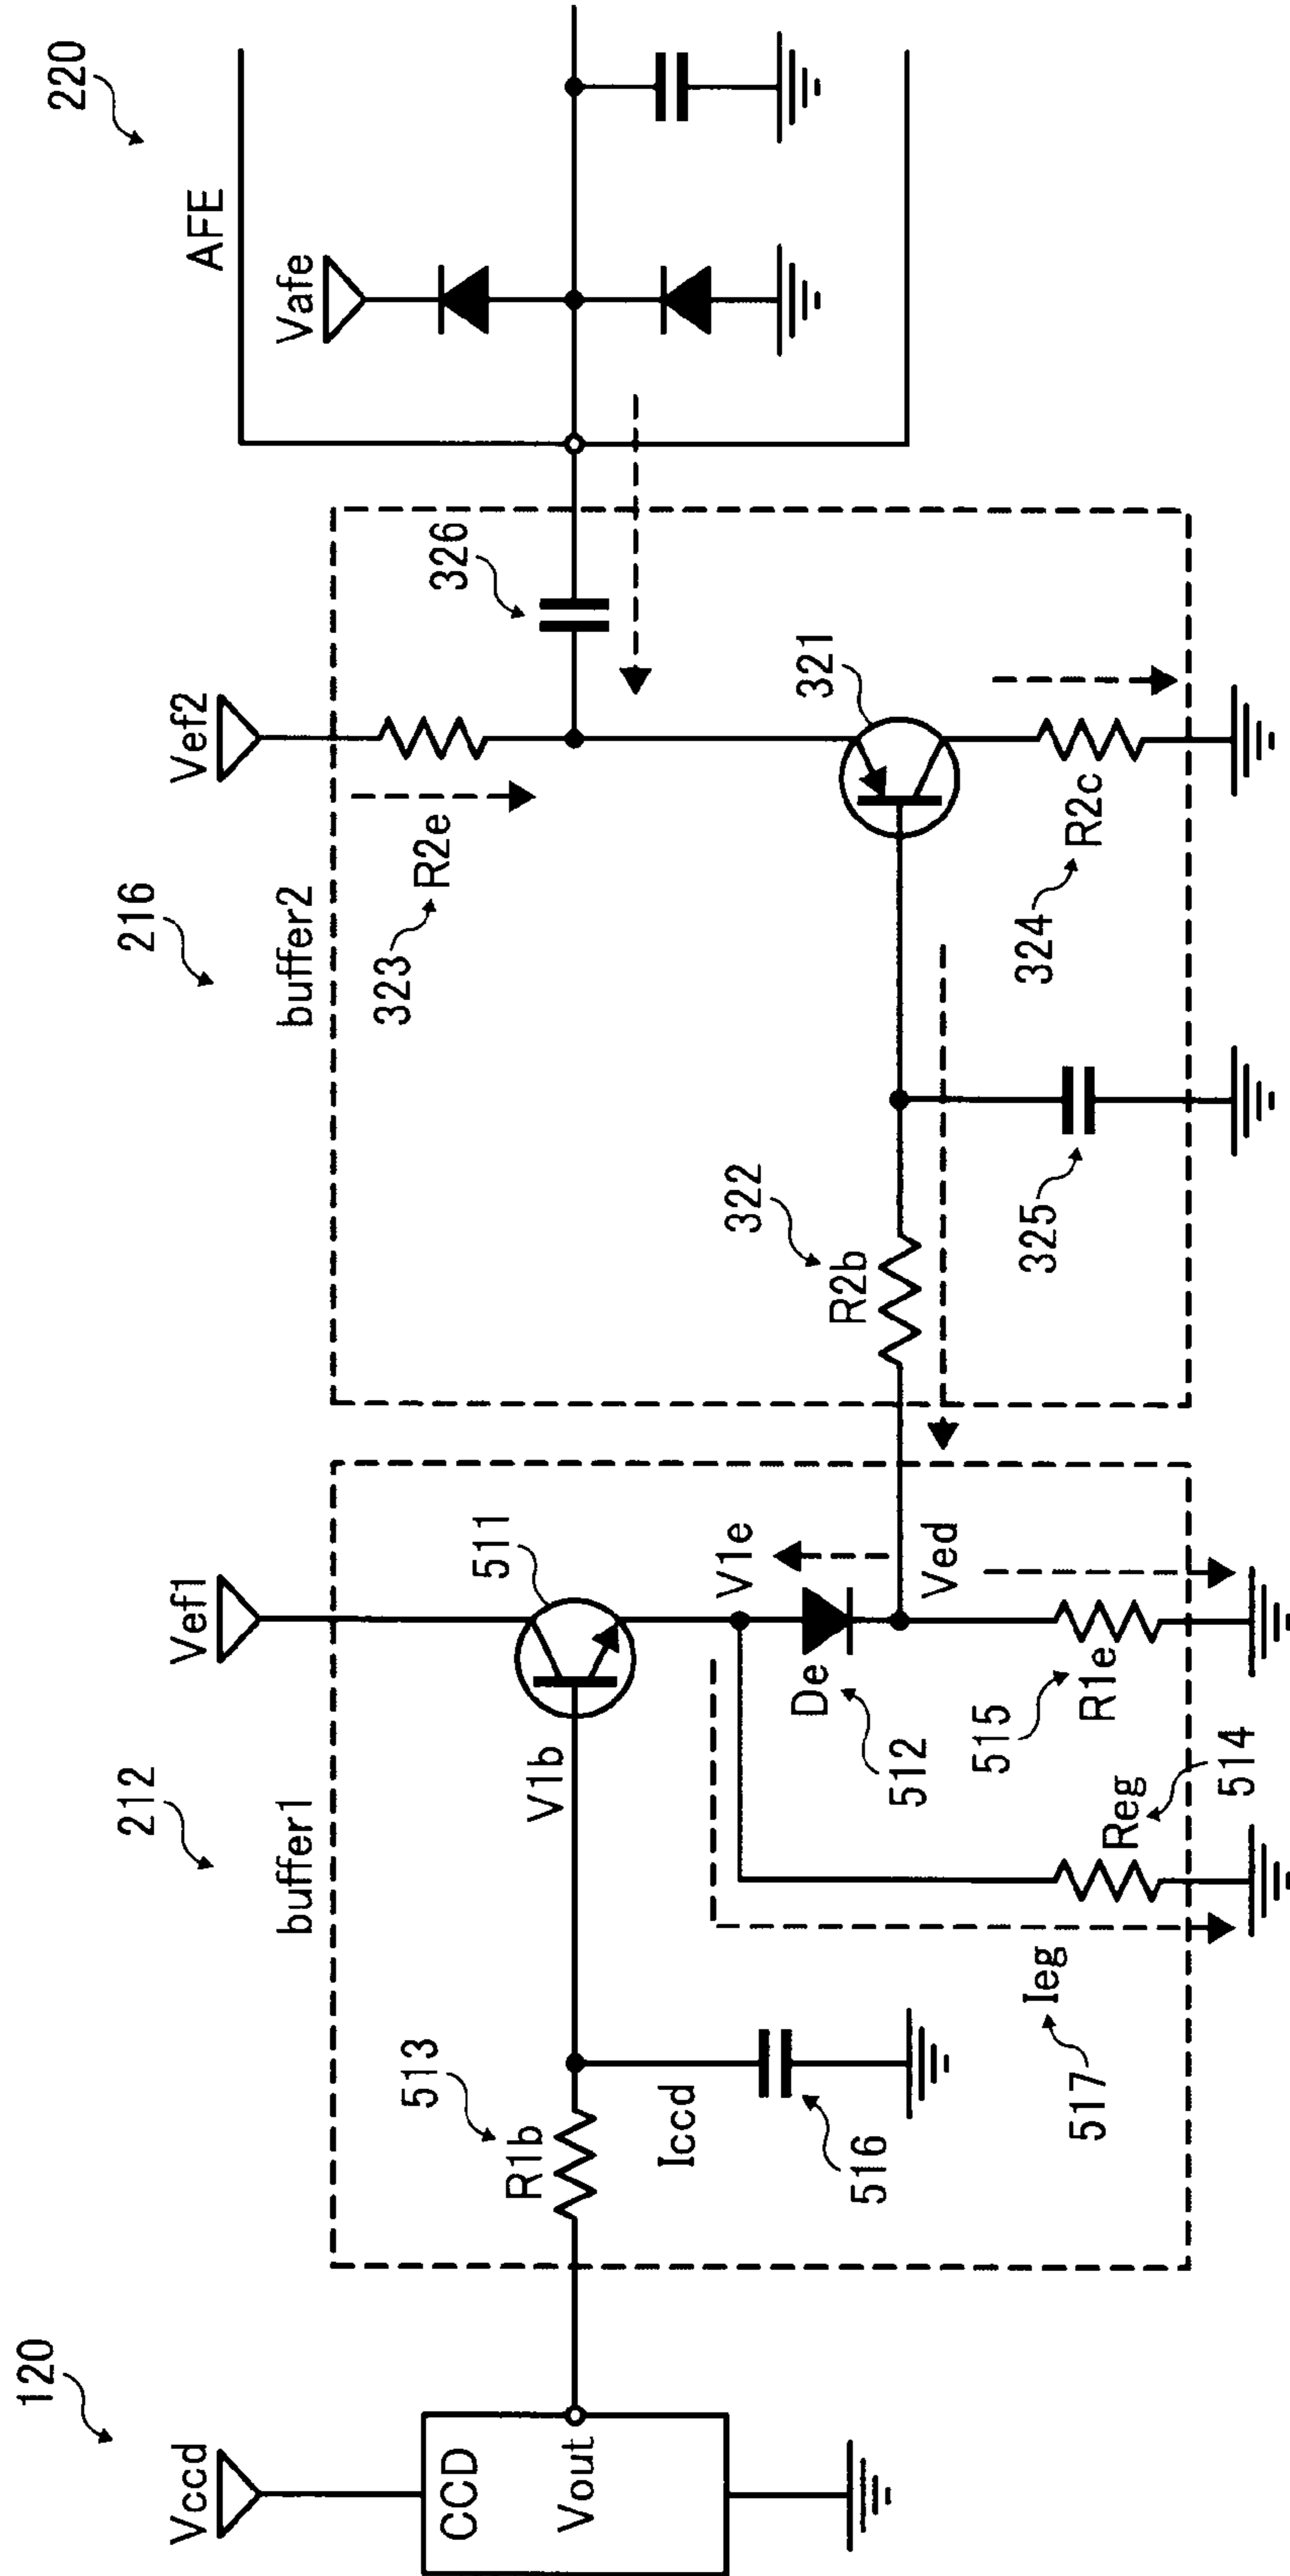 120
Vccd
CCD
Vout
212
buffer1
513
R1b
Iccd
516
V1b
Vef1
511
V1e
De
512
Ved
515
R1e
Reg
514
Ieg
517
216
buffer2
Vef2
323
R2e
326
322
R2b
325
321
324
R2c
220
AFE
Vafe